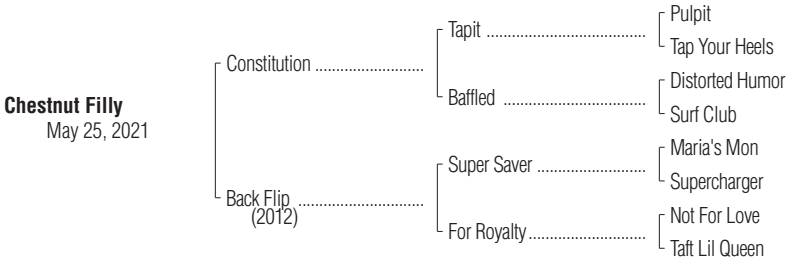 Pulpit
Tapit
Tap Your Heels
Constitution
Distorted Humor
Baffled
Surf Club
Chestnut Filly
May 25, 2021
Maria's Mon
Super Saver
Supercharger
Back Flip
(2012)
Not For Love
For Royalty
Taft Lil Queen